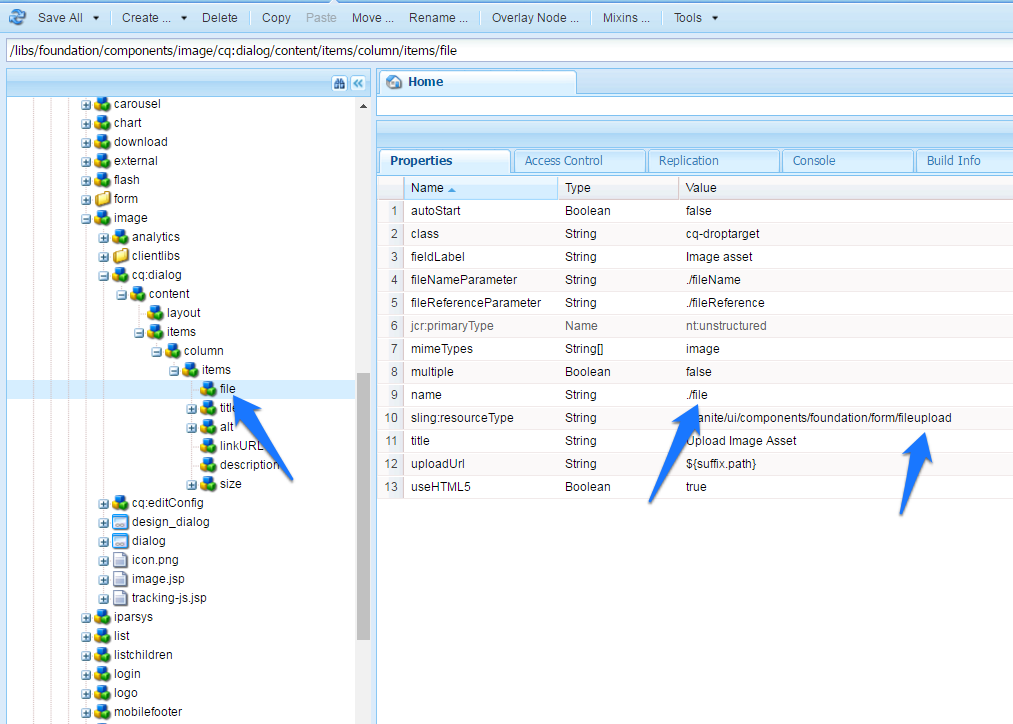 Save All Create ... Delete Copy Paste Move ... Rename ... Overlay Node ... Mixins ... Tools
/libs/foundation/components/image/cq:dialog/content/items/column/items/file
Home
carousel
chart
download
external
flash
form
image
analytics
clientlibs
cq:dialog
content
layout
items
column
items
file
title
alt
linkURL
description
size
cq:editConfig
design_dialog
dialog
icon.png
image.jsp
tracking-js.jsp
iparsys
list
listchildren
login
logo
mobilefooter
Properties Access Control Replication Console Build Info
Name Type Value
1 autoStart Boolean false
2 class String cq-droptarget
3 fieldLabel String Image asset
4 fileNameParameter String ./fileName
5 fileReferenceParameter String ./fileReference
6 jcr:primaryType Name nt:unstructured
7 mimeTypes String[] image
8 multiple Boolean false
9 name String ./file
10 sling:resourceType String anite/ui/components/foundation/form/fileupload
11 title String Upload Image Asset
12 uploadUrl String ${suffix.path}
13 useHTML5 Boolean true